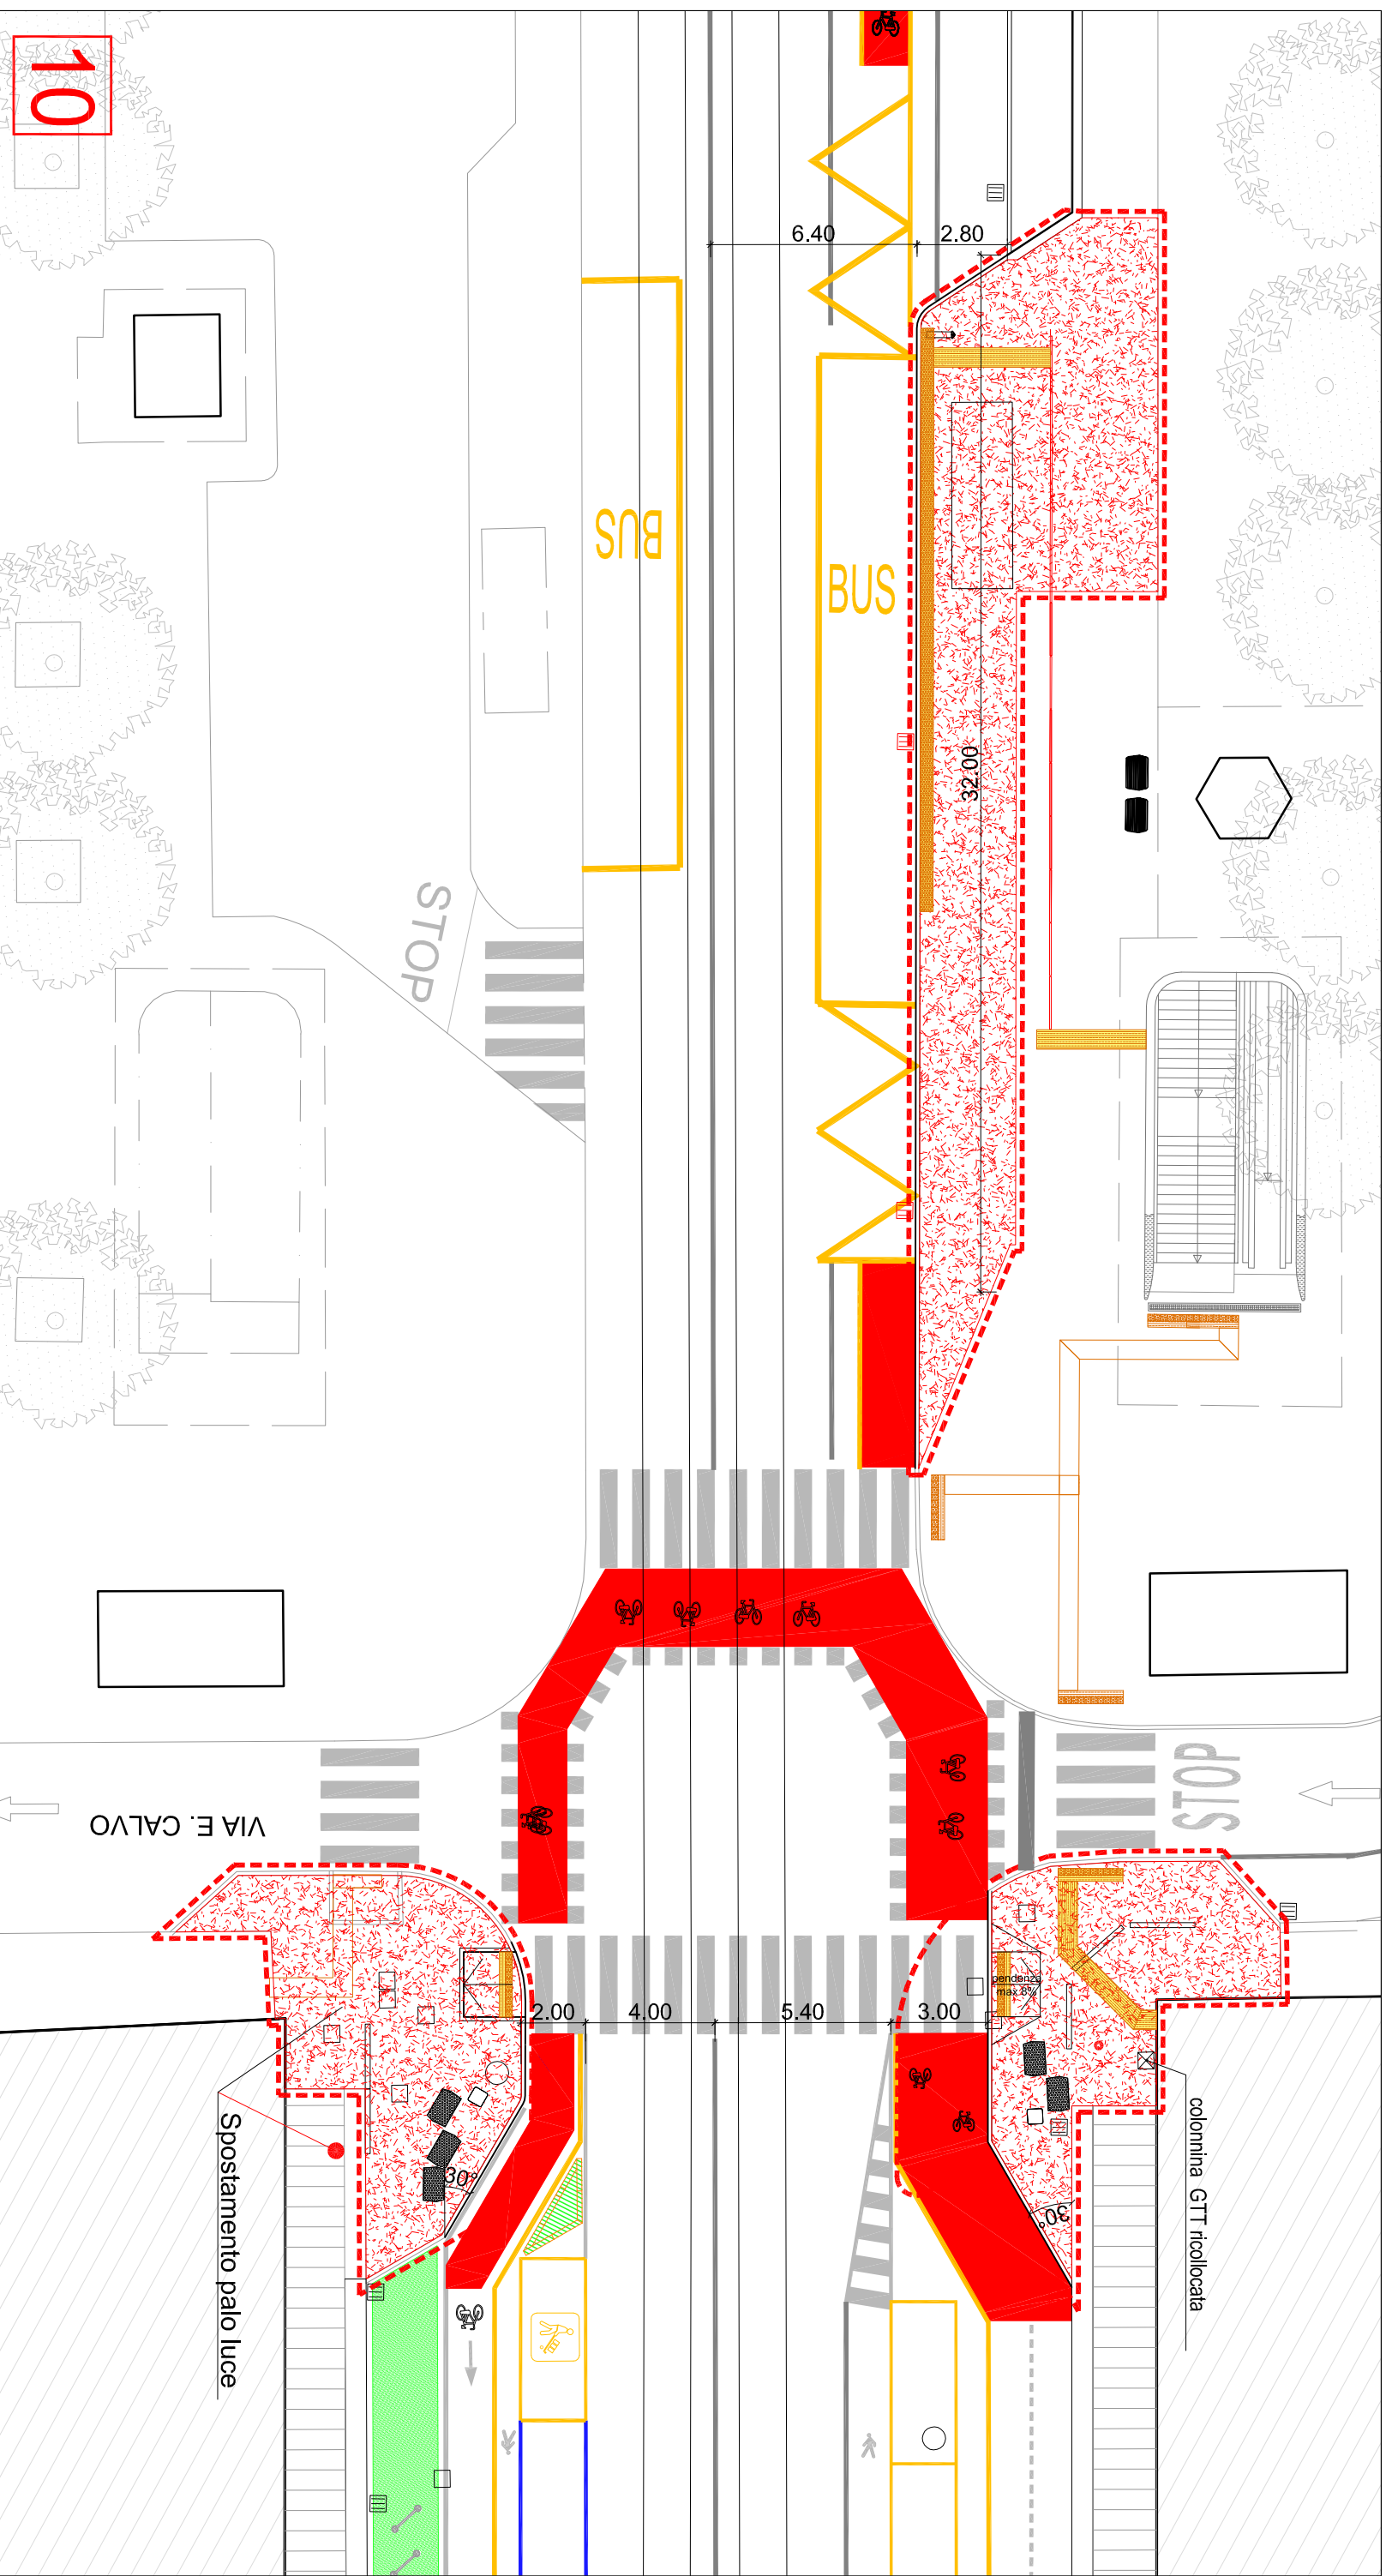 10
6.40
2.80
BUS
BUS
32.00
STOP
STOP
VIA E. CALVO
pendenza
max 8%
2.00
4.00
5.40
3.00
30°
30°
colonnina GTT ricollocata
Spostamento palo luce